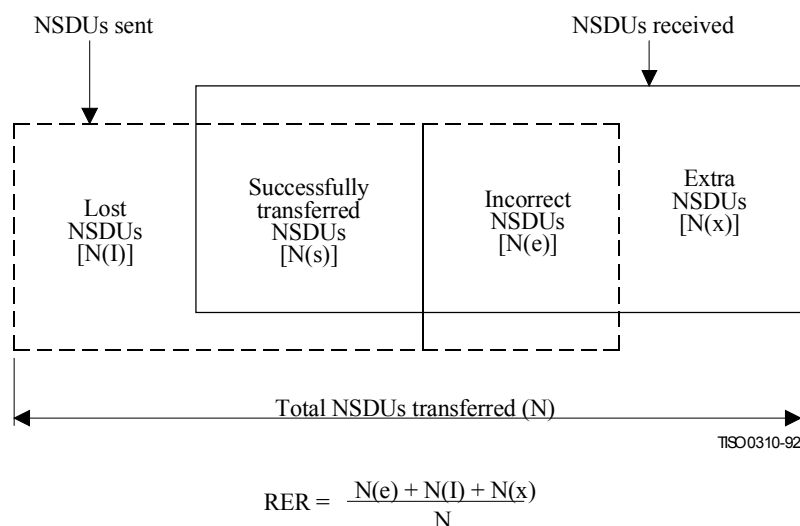 NSDUs sent
NSDUs received
Lost
NSDUs
[N(I)]
Successfully
transferred
NSDUs
[N(s)]
Incorrect
NSDUs
[N(e)]
Extra
NSDUs
[N(x)]
Total NSDUs transferred (N)
TISO0310-92
RER = N(e) + N(I) + N(x)
N